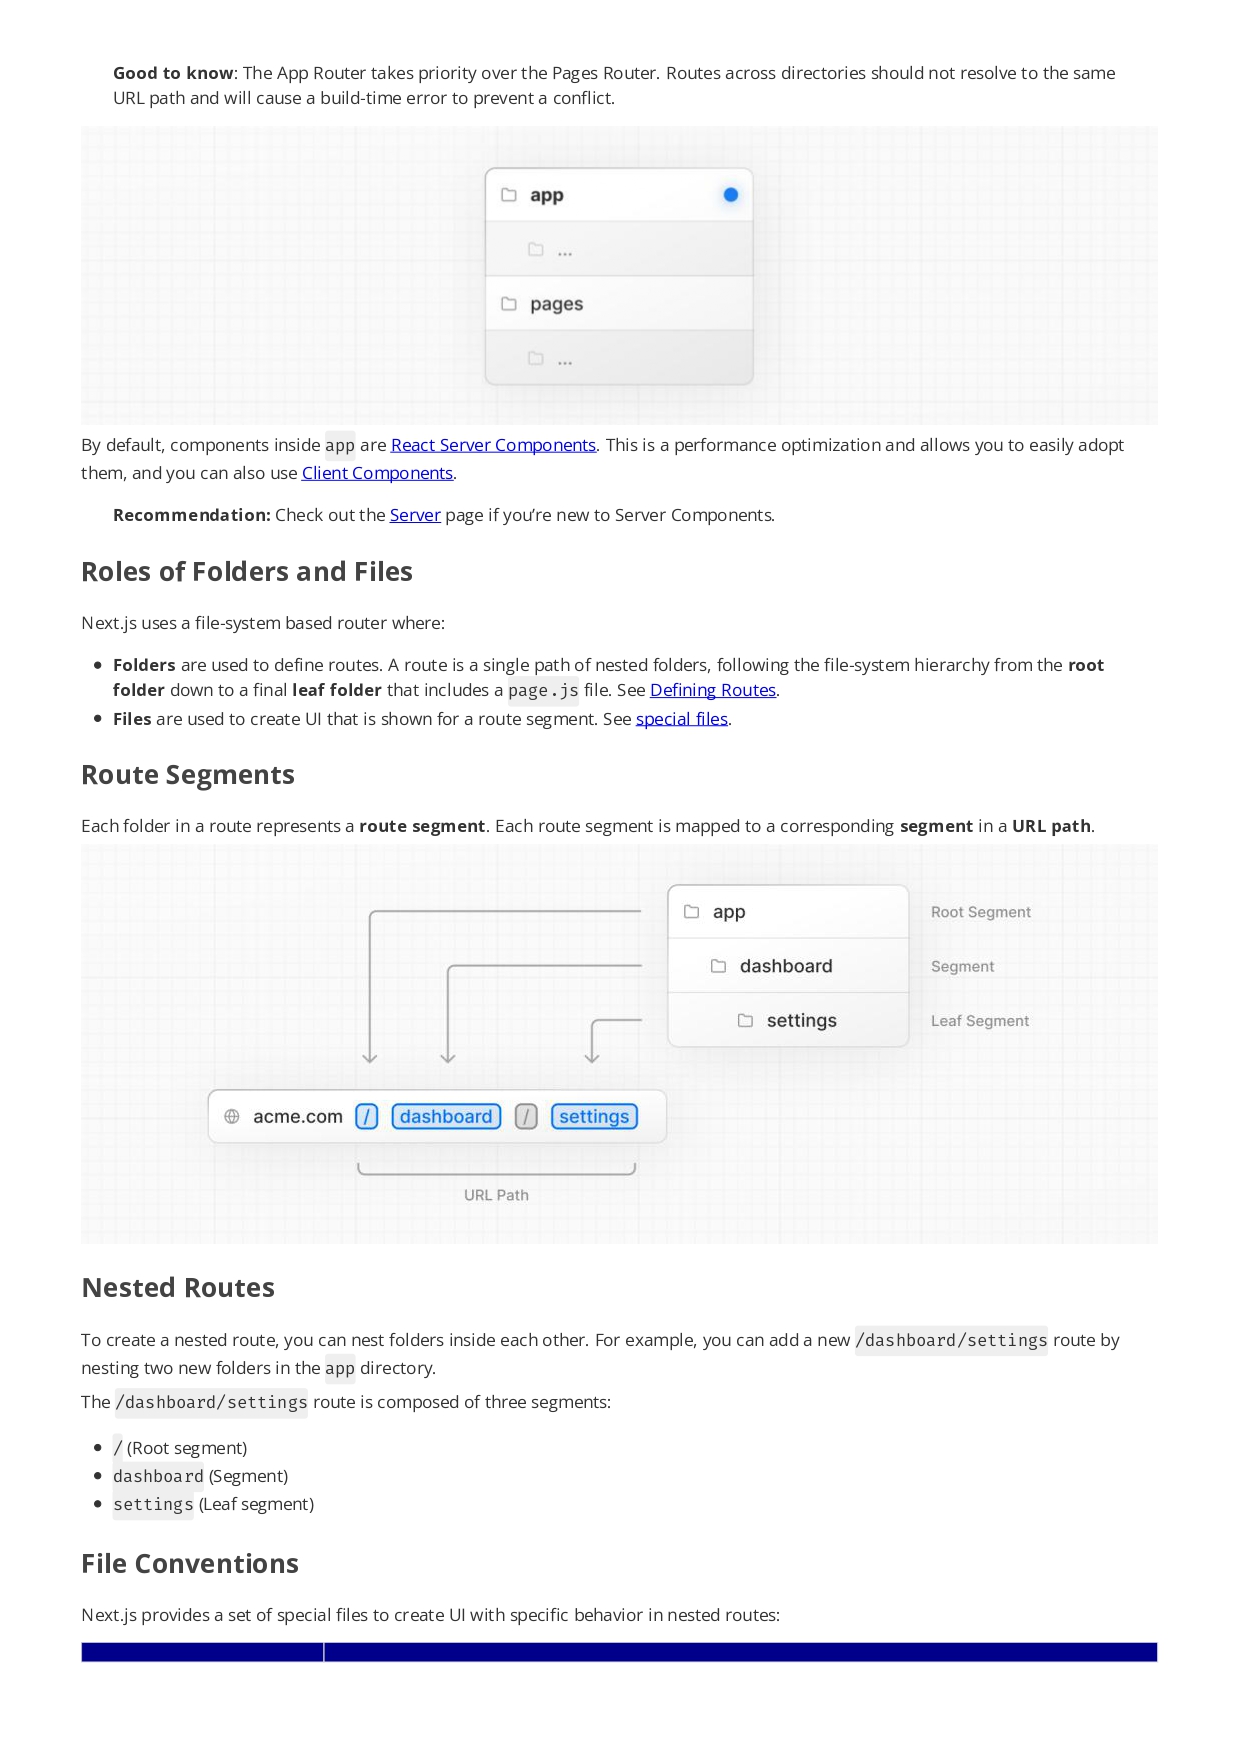 Good to know: The App Router takes priority over the Pages Router. Routes across directories should not resolve to the same
URL path and will cause a build-time error to prevent a conflict.
app
...
pages
...
By default, components inside app are React Server Components. This is a performance optimization and allows you to easily adopt
them, and you can also use Client Components.
Recommendation: Check out the Server page if you’re new to Server Components.
Roles of Folders and Files
Next.js uses a file-system based router where:
• Folders are used to define routes. A route is a single path of nested folders, following the file-system hierarchy from the root
folder down to a final leaf folder that includes a page.js file. See Defining Routes.
• Files are used to create UI that is shown for a route segment. See special files.
Route Segments
Each folder in a route represents a route segment. Each route segment is mapped to a corresponding segment in a URL path.
app Root Segment
dashboard Segment
settings Leaf Segment
acme.com / dashboard / settings
URL Path
Nested Routes
To create a nested route, you can nest folders inside each other. For example, you can add a new /dashboard/settings route by
nesting two new folders in the app directory.
The /dashboard/settings route is composed of three segments:
• / (Root segment)
• dashboard (Segment)
• settings (Leaf segment)
File Conventions
Next.js provides a set of special files to create UI with specific behavior in nested routes: